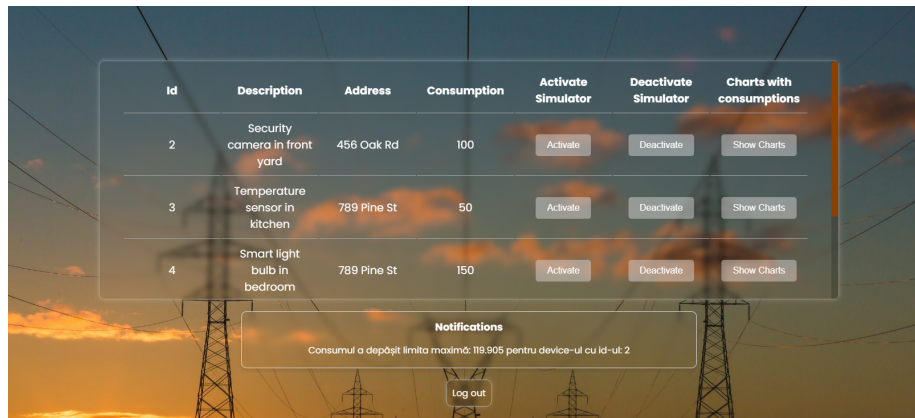 Id Description Address Consumption Activate Simulator Deactivate Simulator Charts with consumptions
2 Security camera in front yard 456 Oak Rd 100 Activate Deactivate Show Charts
3 Temperature sensor in kitchen 789 Pine St 50 Activate Deactivate Show Charts
4 Smart light bulb in bedroom 789 Pine St 150 Activate Deactivate Show Charts
Notifications
Consumul a depășit limita maximă: 119.905 pentru device-ul cu id-ul: 2
Log out